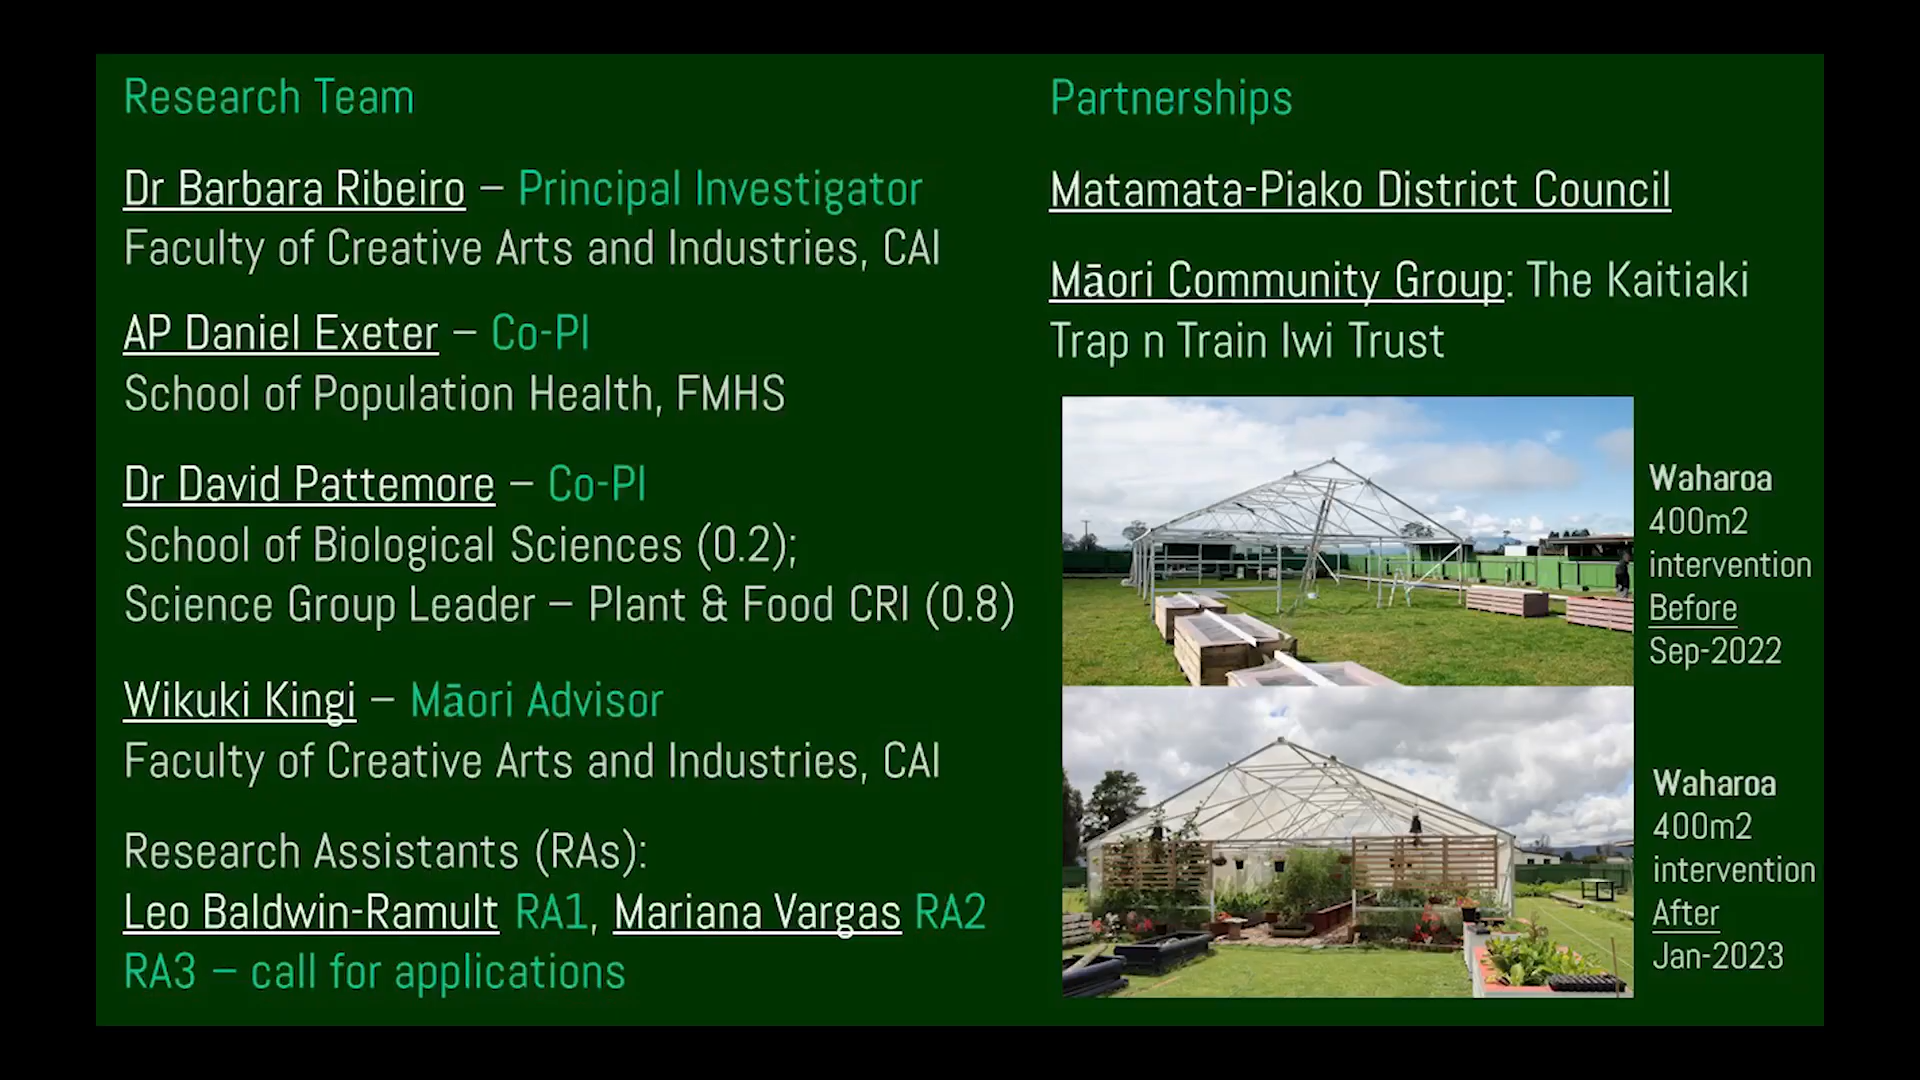 Research Team
Dr Barbara Ribeiro – Principal Investigator
Faculty of Creative Arts and Industries, CAI
AP Daniel Exeter – Co-PI
School of Population Health, FMHS
Dr David Pattemore – Co-PI
School of Biological Sciences (0.2);
Science Group Leader – Plant & Food CRI (0.8)
Wikuki Kingi – Māori Advisor
Faculty of Creative Arts and Industries, CAI
Research Assistants (RAs):
Leo Baldwin-Ramult RA1, Mariana Vargas RA2
RA3 – call for applications
Partnerships
Matamata-Piako District Council
Māori Community Group: The Kaitiaki
Trap n Train Iwi Trust
Waharoa
400m2
intervention
Before
Sep-2022
Waharoa
400m2
intervention
After
Jan-2023